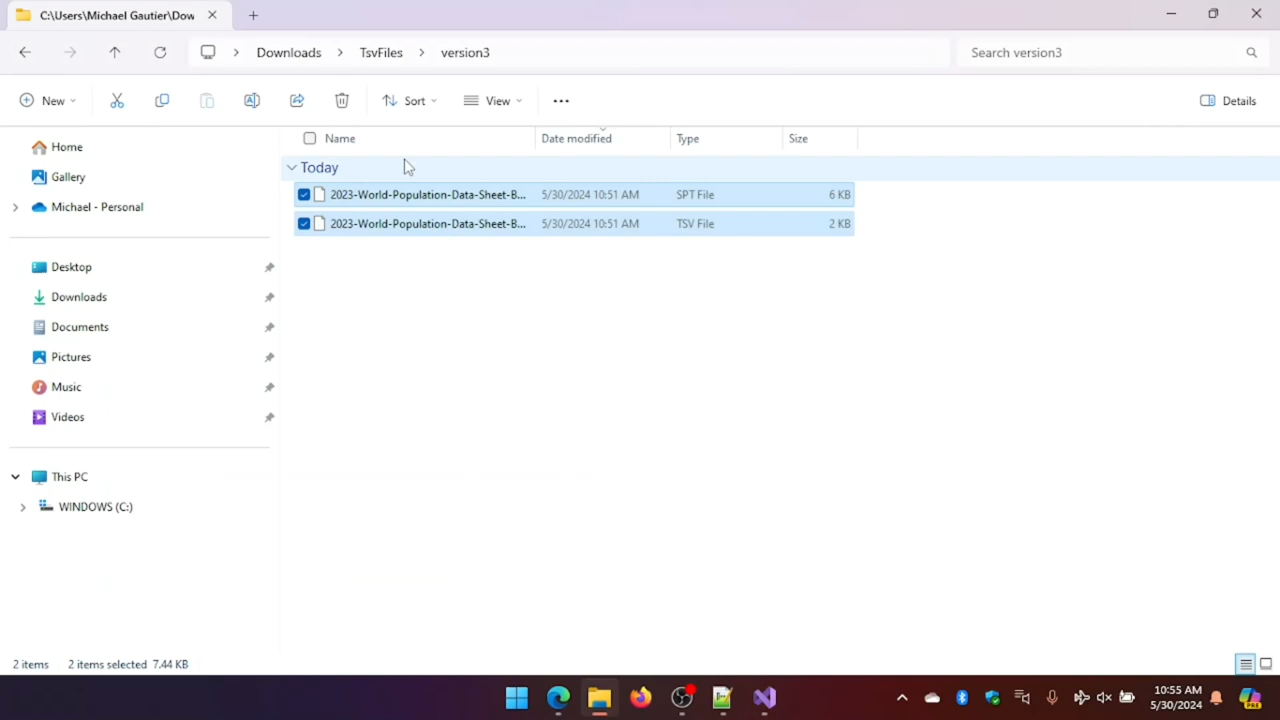 C:\Users\Michael Gautier\Dow
Downloads > TsvFiles > version3
Search version3
New
Sort
View
Details
Home
Gallery
Michael - Personal
Desktop
Downloads
Documents
Pictures
Music
Videos
This PC
WINDOWS (C:)
Name Date modified Type Size
Today
2023-World-Population-Data-Sheet-B... 5/30/2024 10:51 AM SPT File 6 KB
2023-World-Population-Data-Sheet-B... 5/30/2024 10:51 AM TSV File 2 KB
2 items 2 items selected 7.44 KB
10:55 AM
5/30/2024
PRE